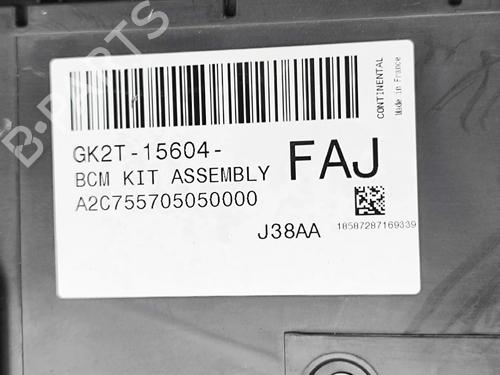 GK2T-15604-
FAJ
BCM KIT ASSEMBLY
A2C755705050000
J38AA
18587287169339
CONTINENTAL
Made in France
B-PARTS